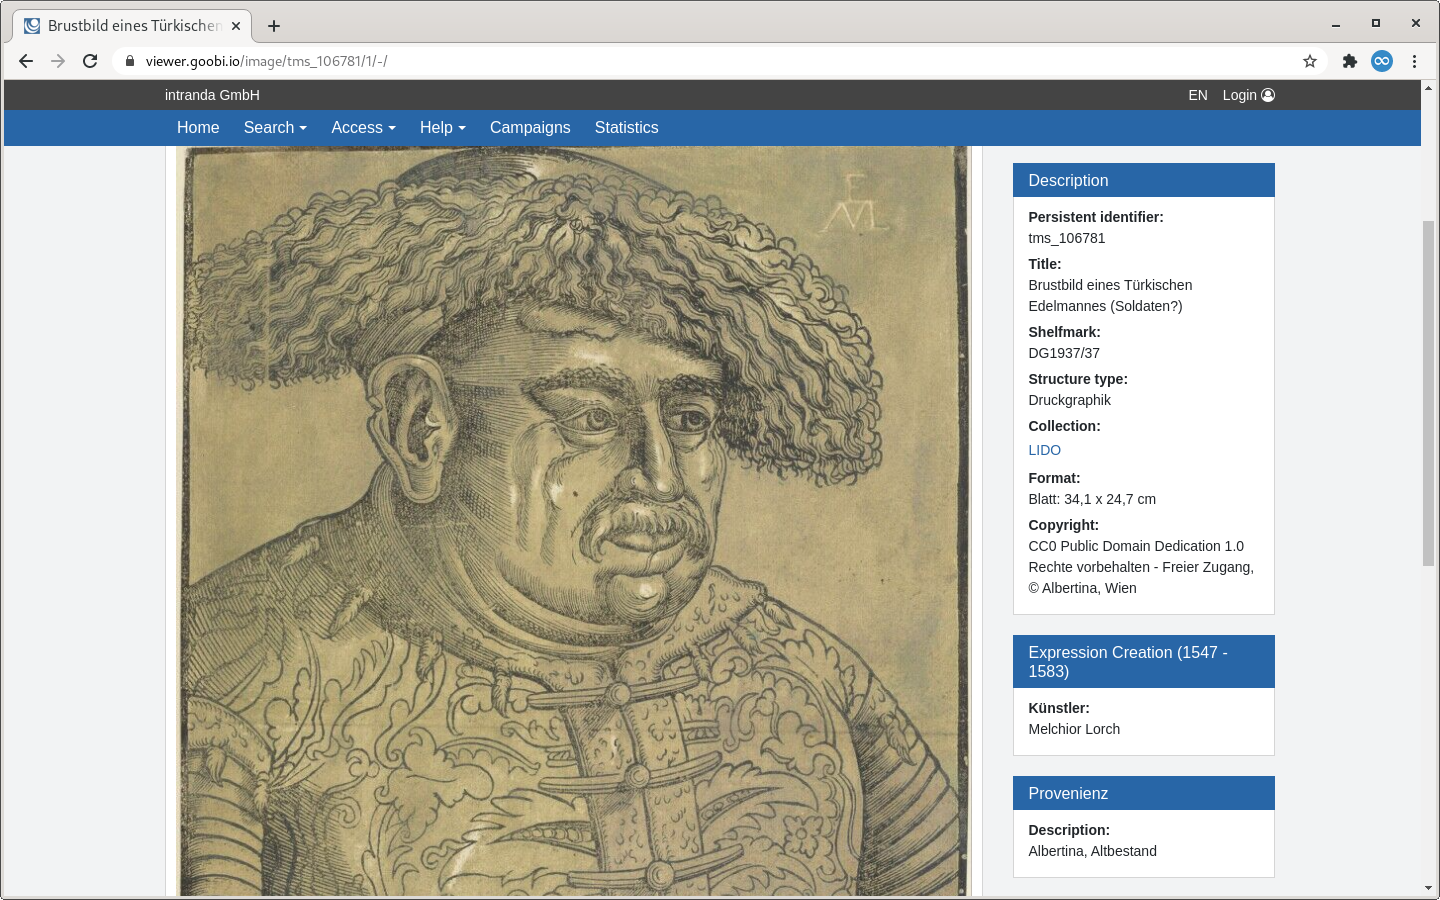 Brustbild eines Türkischen
viewer.goobi.io/image/tms_106781/1/-/
intranda GmbH
EN
Login
Home
Search
Access
Help
Campaigns
Statistics
Description
Persistent identifier:
tms_106781
Title:
Brustbild eines Türkischen
Edelmannes (Soldaten?)
Shelfmark:
DG1937/37
Structure type:
Druckgraphik
Collection:
LIDO
Format:
Blatt: 34,1 x 24,7 cm
Copyright:
CC0 Public Domain Dedication 1.0
Rechte vorbehalten - Freier Zugang,
© Albertina, Wien
Expression Creation (1547 -
1583)
Künstler:
Melchior Lorch
Provenienz
Description:
Albertina, Altbestand